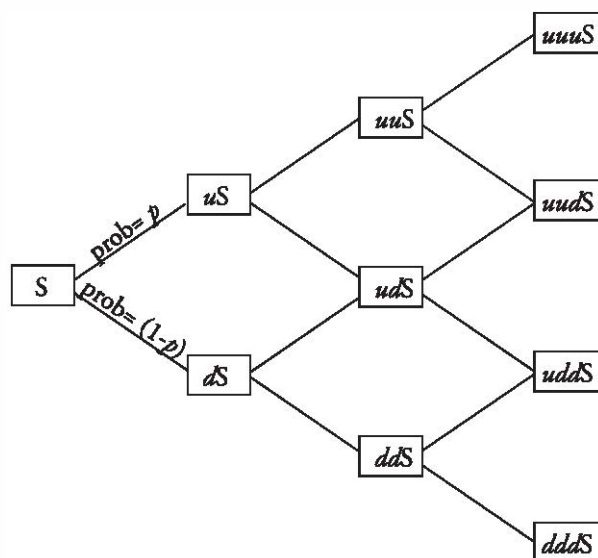 uuuS
uuS
uS
uudS
prob= p
S
udS
prob= (1-p)
dS
uddS
ddS
dddS